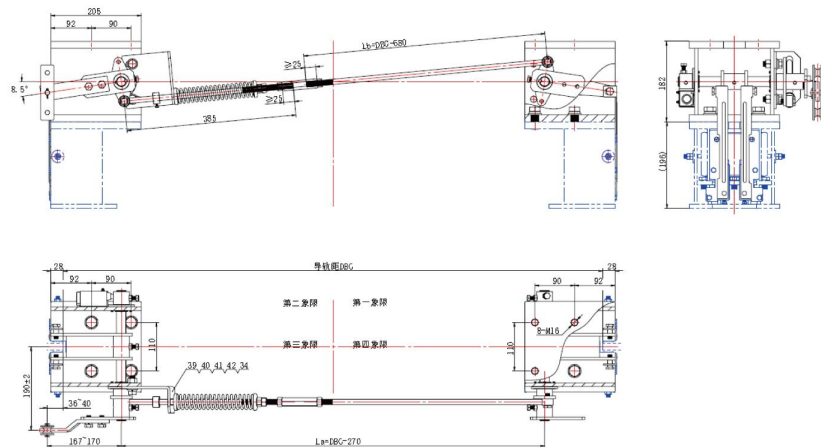 205
92 90
Lb=DBG-680
≥25
8.5°
≥25
385
182
(196)
28 导轨距DBG 28
92 90 90 92
第二象限 第一象限
8-M16
110 第三象限 第四象限 110
39, 40, 41, 42, 34
190±2
36~40
167~170 La=DBG-270